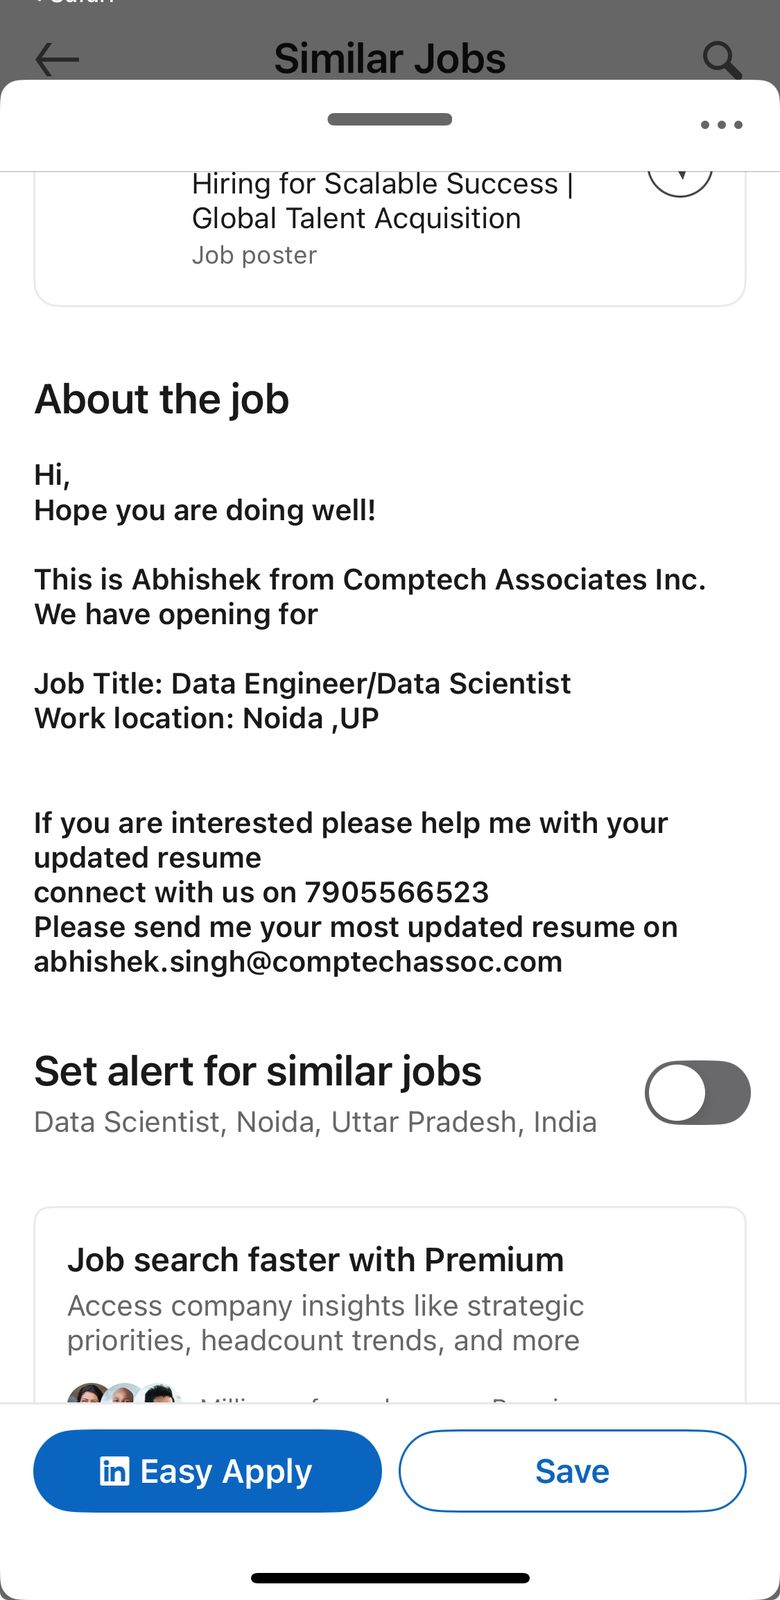 Similar Jobs
Hiring for Scalable Success |
Global Talent Acquisition
Job poster
About the job
Hi,
Hope you are doing well!
This is Abhishek from Comptech Associates Inc.
We have opening for
Job Title: Data Engineer/Data Scientist
Work location: Noida ,UP
If you are interested please help me with your
updated resume
connect with us on 7905566523
Please send me your most updated resume on
abhishek.singh@comptechassoc.com
Set alert for similar jobs
Data Scientist, Noida, Uttar Pradesh, India
Job search faster with Premium
Access company insights like strategic
priorities, headcount trends, and more
in Easy Apply
Save